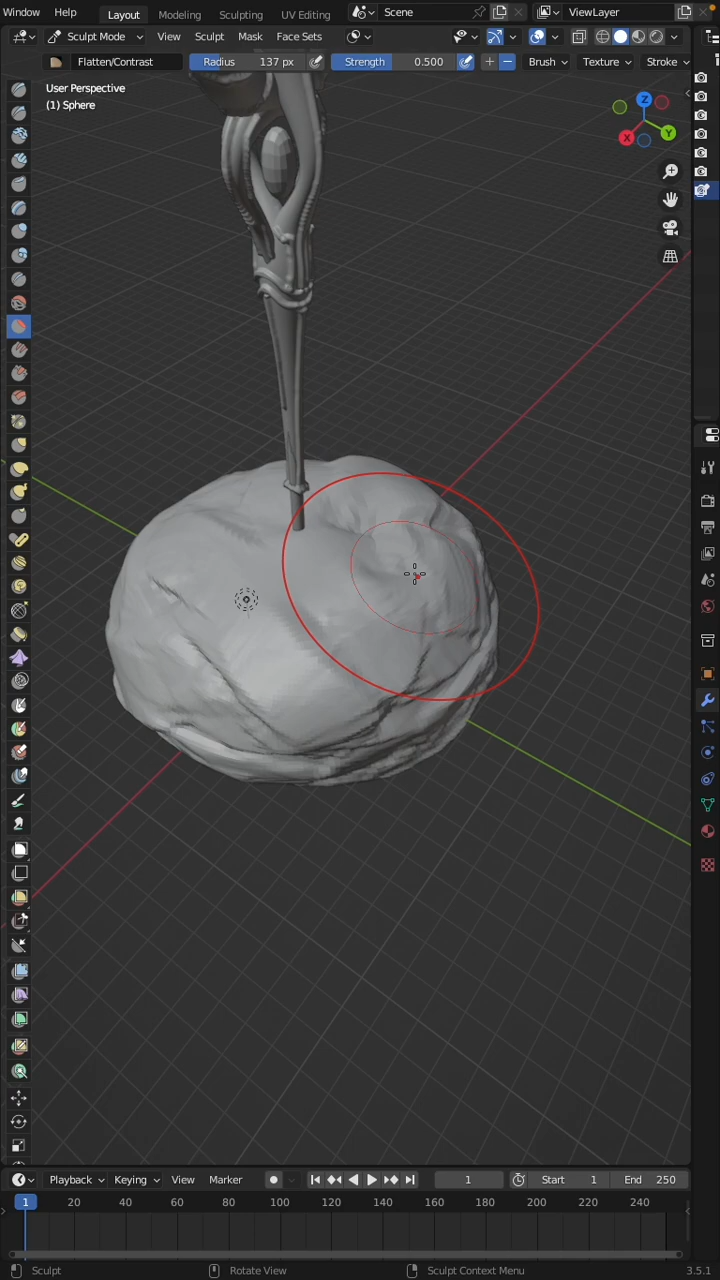 Window Help Layout Modeling Sculpting UV Editing Scene ViewLayer
Sculpt Mode View Sculpt Mask Face Sets
Flatten/Contrast Radius 137 px Strength 0.500 + − Brush Texture Stroke
User Perspective
(1) Sphere
Z
X Y
Playback Keying View Marker 1 Start 1 End 250
1 20 40 60 80 100 120 140 160 180 200 220 240
Sculpt Rotate View Sculpt Context Menu 3.5.1